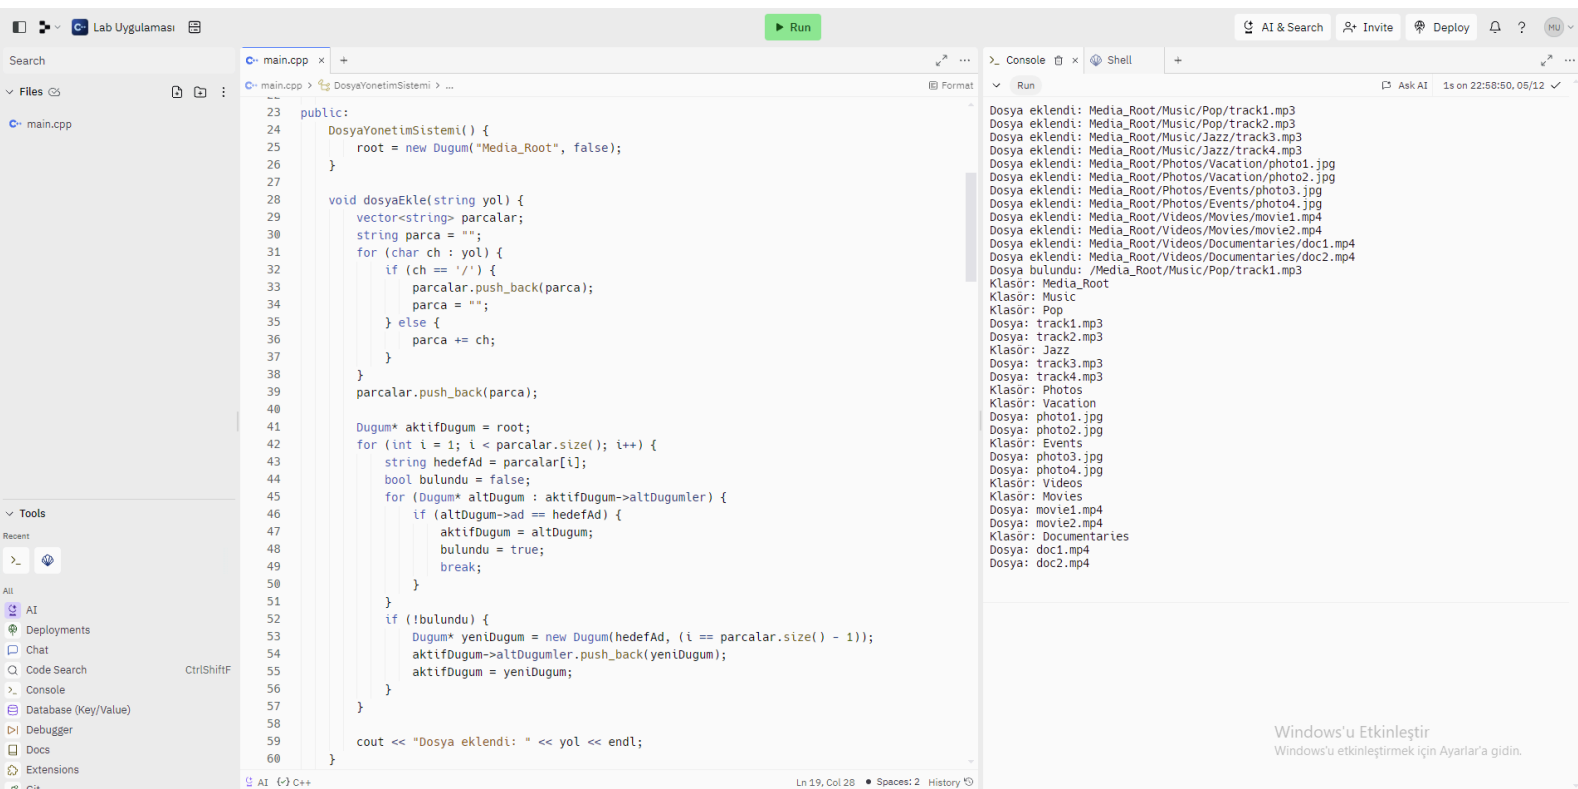 Lab Uygulaması
Run
AI & Search
Invite
Deploy
MU
Search
Files
main.cpp
Tools
Recent
All
AI
Deployments
Chat
Code Search CtrlShiftF
Console
Database (Key/Value)
Debugger
Docs
Extensions
main.cpp × +
main.cpp > DosyaYonetimSistemi > ...
Format
23 public:
24 DosyaYonetimSistemi() {
25 root = new Dugum("Media_Root", false);
26 }
27
28 void dosyaEkle(string yol) {
29 vector<string> parcalar;
30 string parca = "";
31 for (char ch : yol) {
32 if (ch == '/') {
33 parcalar.push_back(parca);
34 parca = "";
35 } else {
36 parca += ch;
37 }
38 }
39 parcalar.push_back(parca);
40
41 Dugum* aktifDugum = root;
42 for (int i = 1; i < parcalar.size(); i++) {
43 string hedefAd = parcalar[i];
44 bool bulundu = false;
45 for (Dugum* altDugum : aktifDugum->altDugumler) {
46 if (altDugum->ad == hedefAd) {
47 aktifDugum = altDugum;
48 bulundu = true;
49 break;
50 }
51 }
52 if (!bulundu) {
53 Dugum* yeniDugum = new Dugum(hedefAd, (i == parcalar.size() - 1));
54 aktifDugum->altDugumler.push_back(yeniDugum);
55 aktifDugum = yeniDugum;
56 }
57 }
58
59 cout << "Dosya eklendi: " << yol << endl;
60 }
AI C++
Ln 19, Col 28 Spaces: 2 History
Console × Shell +
Run
Ask AI 1s on 22:58:50, 05/12
Dosya eklendi: Media_Root/Music/Pop/track1.mp3
Dosya eklendi: Media_Root/Music/Pop/track2.mp3
Dosya eklendi: Media_Root/Music/Jazz/track3.mp3
Dosya eklendi: Media_Root/Music/Jazz/track4.mp3
Dosya eklendi: Media_Root/Photos/Vacation/photo1.jpg
Dosya eklendi: Media_Root/Photos/Vacation/photo2.jpg
Dosya eklendi: Media_Root/Photos/Events/photo3.jpg
Dosya eklendi: Media_Root/Photos/Events/photo4.jpg
Dosya eklendi: Media_Root/Videos/Movies/movie1.mp4
Dosya eklendi: Media_Root/Videos/Movies/movie2.mp4
Dosya eklendi: Media_Root/Videos/Documentaries/doc1.mp4
Dosya eklendi: Media_Root/Videos/Documentaries/doc2.mp4
Dosya bulundu: /Media_Root/Music/Pop/track1.mp3
Klasör: Media_Root
Klasör: Music
Klasör: Pop
Dosya: track1.mp3
Dosya: track2.mp3
Klasör: Jazz
Dosya: track3.mp3
Dosya: track4.mp3
Klasör: Photos
Klasör: Vacation
Dosya: photo1.jpg
Dosya: photo2.jpg
Klasör: Events
Dosya: photo3.jpg
Dosya: photo4.jpg
Klasör: Videos
Klasör: Movies
Dosya: movie1.mp4
Dosya: movie2.mp4
Klasör: Documentaries
Dosya: doc1.mp4
Dosya: doc2.mp4
Windows'u Etkinleştir
Windows'u etkinleştirmek için Ayarlar'a gidin.